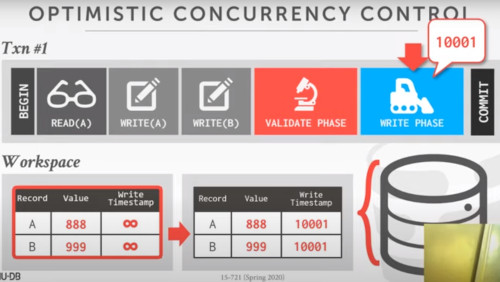 OPTIMISTIC CONCURRENCY CONTROL
Txn #1
10001
BEGIN
READ(A)
WRITE(A)
WRITE(B)
VALIDATE PHASE
WRITE PHASE
COMMIT
Workspace
Record Value Write Timestamp
A 888 ∞
B 999 ∞
Record Value Write Timestamp
A 888 10001
B 999 10001
U·DB
15-721 (Spring 2020)